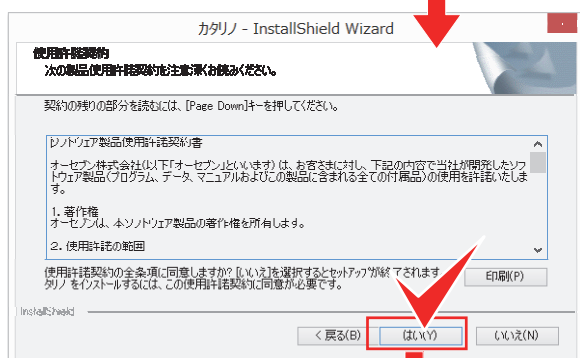 カタリノ - InstallShield Wizard
使用許諾契約
次の製品使用許諾契約を注意深くお読みください。
契約の残りの部分を読むには、[Page Down]キーを押してください。
ソフトウェア製品使用許諾契約書
オーセブン株式会社(以下「オーセブン」といいます) は、お客さまに対し、下記の内容で当社が開発したソフ
トウェア製品(プログラム、データ、マニュアルおよびこの製品に含まれる全ての付属品)の使用を許諾いたしま
す。
1. 著作権
オーセブンは、本ソフトウェア製品の著作権を所有します。
2. 使用許諾の範囲
使用許諾契約の全条項に同意しますか? [いいえ]を選択するとセットアップが終了されます
タリノ をインストールするには、この使用許諾契約に同意が必要です。
印刷(P)
InstallShield
< 戻る(B)
はい(Y)
いいえ(N)